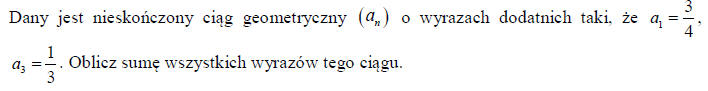 Dany jest nieskończony ciąg geometryczny (aₙ) o wyrazach dodatnich taki, że a₁ = 3/4,
a₃ = 1/3. Oblicz sumę wszystkich wyrazów tego ciągu.